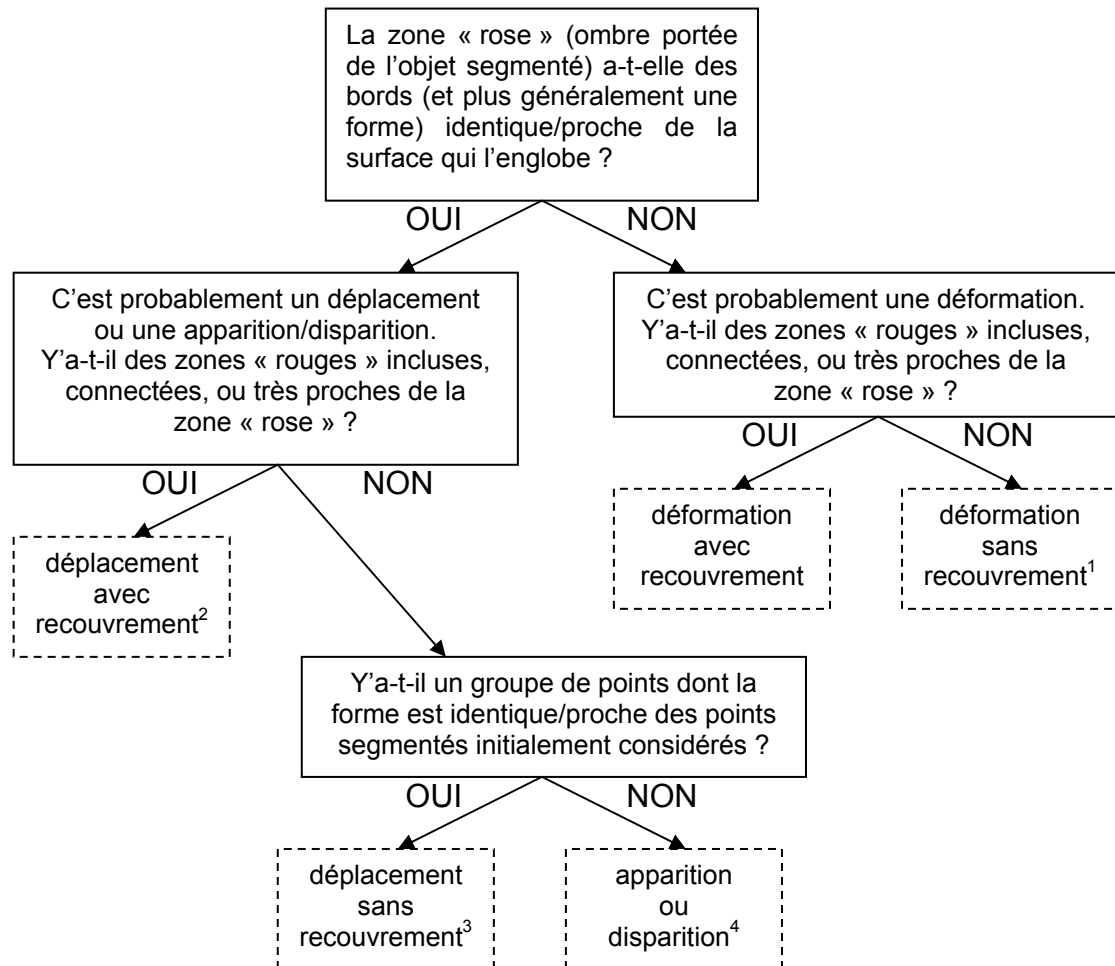 La zone « rose » (ombre portée
de l'objet segmenté) a-t-elle des
bords (et plus généralement une
forme) identique/proche de la
surface qui l'englobe ?
OUI
NON
C'est probablement un déplacement
ou une apparition/disparition.
Y'a-t-il des zones « rouges » incluses,
connectées, ou très proches de la
zone « rose » ?
C'est probablement une déformation.
Y'a-t-il des zones « rouges » incluses,
connectées, ou très proches de la
zone « rose » ?
OUI
NON
OUI
NON
déformation
avec
recouvrement
déformation
sans
recouvrement¹
déplacement
avec
recouvrement²
Y'a-t-il un groupe de points dont la
forme est identique/proche des points
segmentés initialement considérés ?
OUI
NON
déplacement
sans
recouvrement³
apparition
ou
disparition⁴